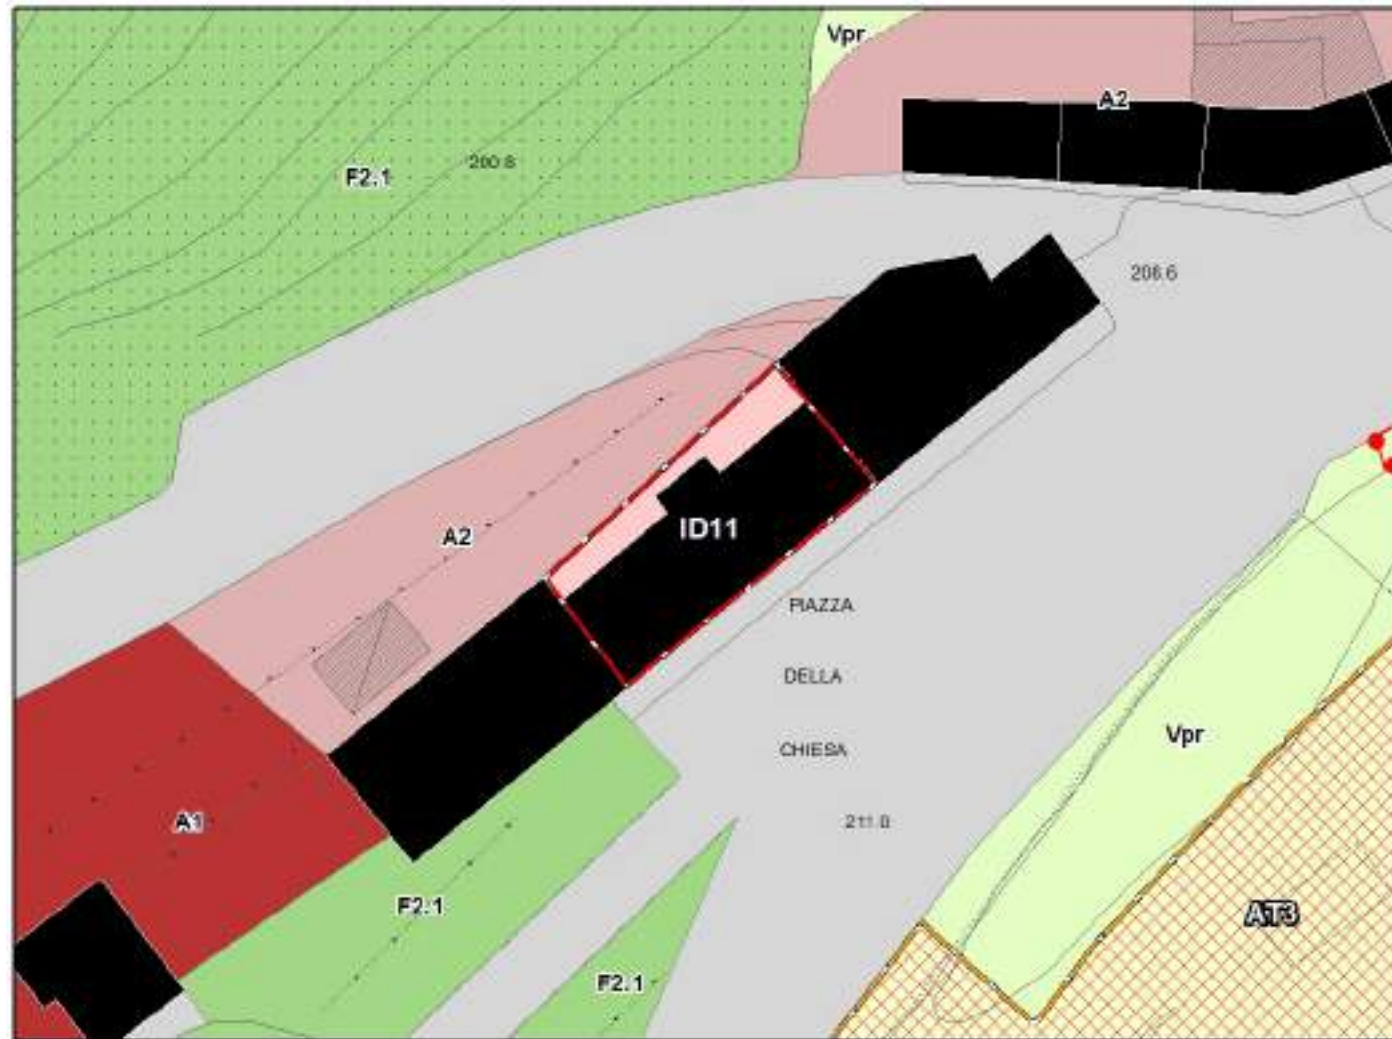 Vpr
A2
F2.1
200.8
208.6
A2
ID11
PIAZZA
DELLA
CHIESA
Vpr
211.0
A1
F2.1
AT3
F2.1